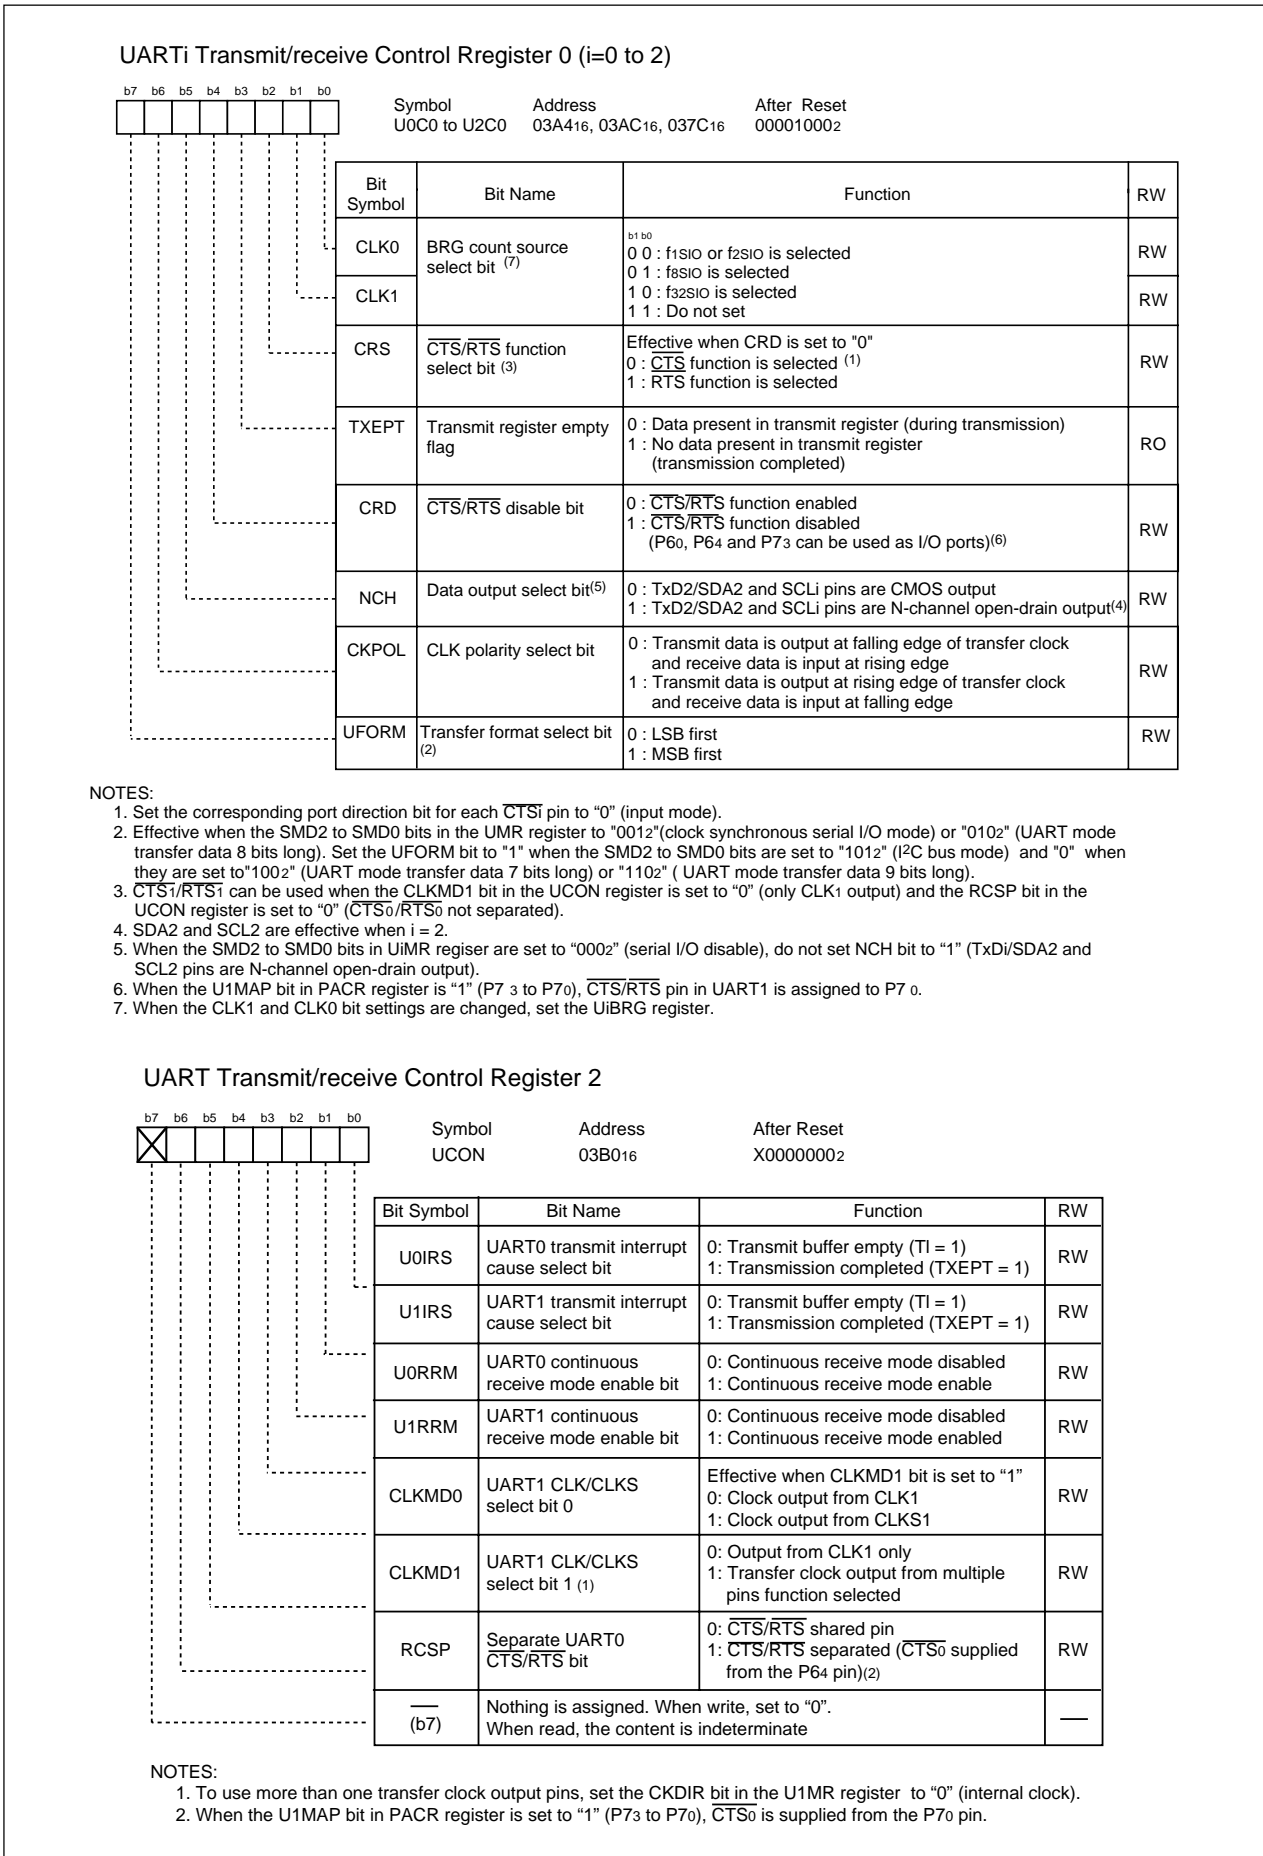 UARTi Transmit/receive Control Rregister 0 (i=0 to 2)
b7 b6 b5 b4 b3 b2 b1 b0
Symbol Address After Reset
U0C0 to U2C0 03A416, 03AC16, 037C16 000010002
Bit Symbol Bit Name Function RW
CLK0 BRG count source select bit (7) RW
CLK1 RW
b1 b0
0 0 : f1SIO or f2SIO is selected
0 1 : f8SIO is selected
1 0 : f32SIO is selected
1 1 : Do not set
CRS CTS/RTS function select bit (3) RW
Effective when CRD is set to "0"
0 : CTS function is selected (1)
1 : RTS function is selected
TXEPT Transmit register empty flag RO
0 : Data present in transmit register (during transmission)
1 : No data present in transmit register
(transmission completed)
CRD CTS/RTS disable bit RW
0 : CTS/RTS function enabled
1 : CTS/RTS function disabled
(P60, P64 and P73 can be used as I/O ports)(6)
NCH Data output select bit(5) RW
0 : TxD2/SDA2 and SCLi pins are CMOS output
1 : TxD2/SDA2 and SCLi pins are N-channel open-drain output(4)
CKPOL CLK polarity select bit RW
0 : Transmit data is output at falling edge of transfer clock
and receive data is input at rising edge
1 : Transmit data is output at rising edge of transfer clock
and receive data is input at falling edge
UFORM Transfer format select bit (2) RW
0 : LSB first
1 : MSB first
NOTES:
1. Set the corresponding port direction bit for each CTSi pin to “0” (input mode).
2. Effective when the SMD2 to SMD0 bits in the UMR register to "0012"(clock synchronous serial I/O mode) or "0102" (UART mode
transfer data 8 bits long). Set the UFORM bit to "1" when the SMD2 to SMD0 bits are set to "1012" (I2C bus mode) and "0" when
they are set to"1002" (UART mode transfer data 7 bits long) or "1102" ( UART mode transfer data 9 bits long).
3. CTS1/RTS1 can be used when the CLKMD1 bit in the UCON register is set to “0” (only CLK1 output) and the RCSP bit in the
UCON register is set to “0” (CTS0/RTS0 not separated).
4. SDA2 and SCL2 are effective when i = 2.
5. When the SMD2 to SMD0 bits in UiMR regiser are set to “0002” (serial I/O disable), do not set NCH bit to “1” (TxDi/SDA2 and
SCL2 pins are N-channel open-drain output).
6. When the U1MAP bit in PACR register is “1” (P7 3 to P70), CTS/RTS pin in UART1 is assigned to P7 0.
7. When the CLK1 and CLK0 bit settings are changed, set the UiBRG register.
UART Transmit/receive Control Register 2
b7 b6 b5 b4 b3 b2 b1 b0
Symbol Address After Reset
UCON 03B016 X00000002
Bit Symbol Bit Name Function RW
U0IRS UART0 transmit interrupt cause select bit RW
0: Transmit buffer empty (TI = 1)
1: Transmission completed (TXEPT = 1)
U1IRS UART1 transmit interrupt cause select bit RW
0: Transmit buffer empty (TI = 1)
1: Transmission completed (TXEPT = 1)
U0RRM UART0 continuous receive mode enable bit RW
0: Continuous receive mode disabled
1: Continuous receive mode enable
U1RRM UART1 continuous receive mode enable bit RW
0: Continuous receive mode disabled
1: Continuous receive mode enabled
CLKMD0 UART1 CLK/CLKS select bit 0 RW
Effective when CLKMD1 bit is set to “1”
0: Clock output from CLK1
1: Clock output from CLKS1
CLKMD1 UART1 CLK/CLKS select bit 1 (1) RW
0: Output from CLK1 only
1: Transfer clock output from multiple
pins function selected
RCSP Separate UART0 CTS/RTS bit RW
0: CTS/RTS shared pin
1: CTS/RTS separated (CTS0 supplied
from the P64 pin)(2)
(b7) Nothing is assigned. When write, set to “0”.
When read, the content is indeterminate
NOTES:
1. To use more than one transfer clock output pins, set the CKDIR bit in the U1MR register to “0” (internal clock).
2. When the U1MAP bit in PACR register is set to “1” (P73 to P70), CTS0 is supplied from the P70 pin.